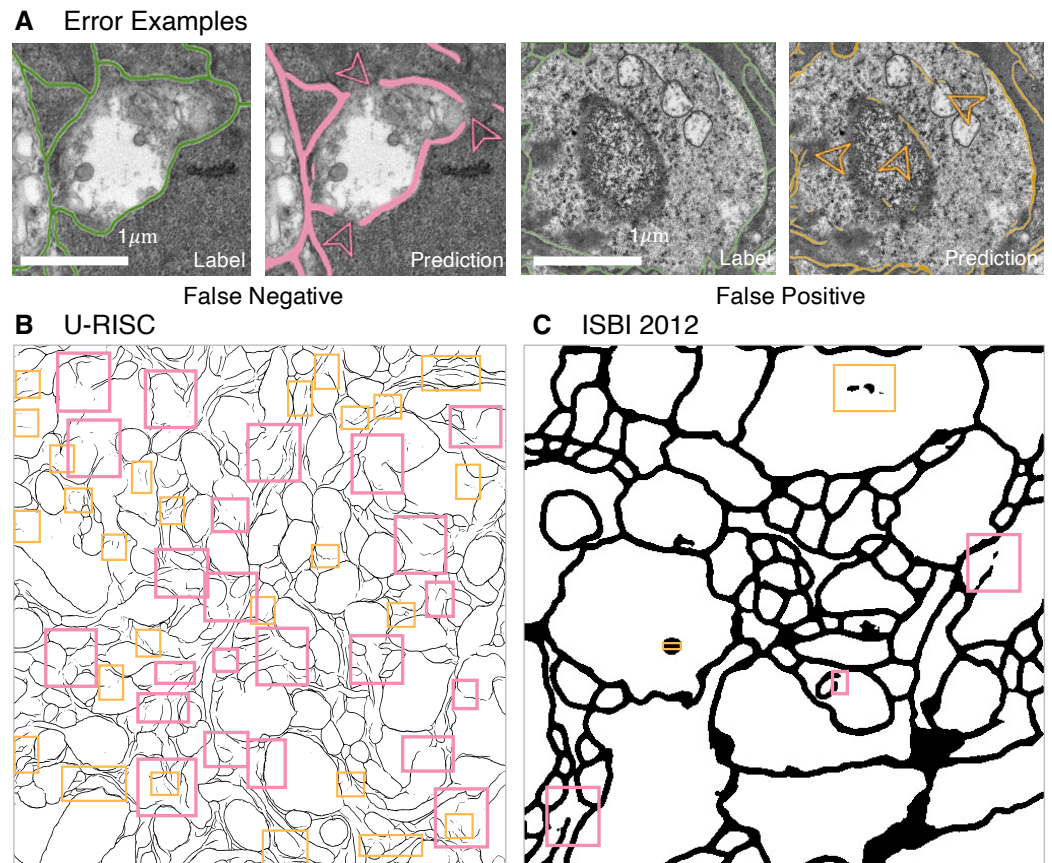 A Error Examples
1μm
Label
Prediction
1μm
Label
Prediction
False Negative
False Positive
B U-RISC
C ISBI 2012